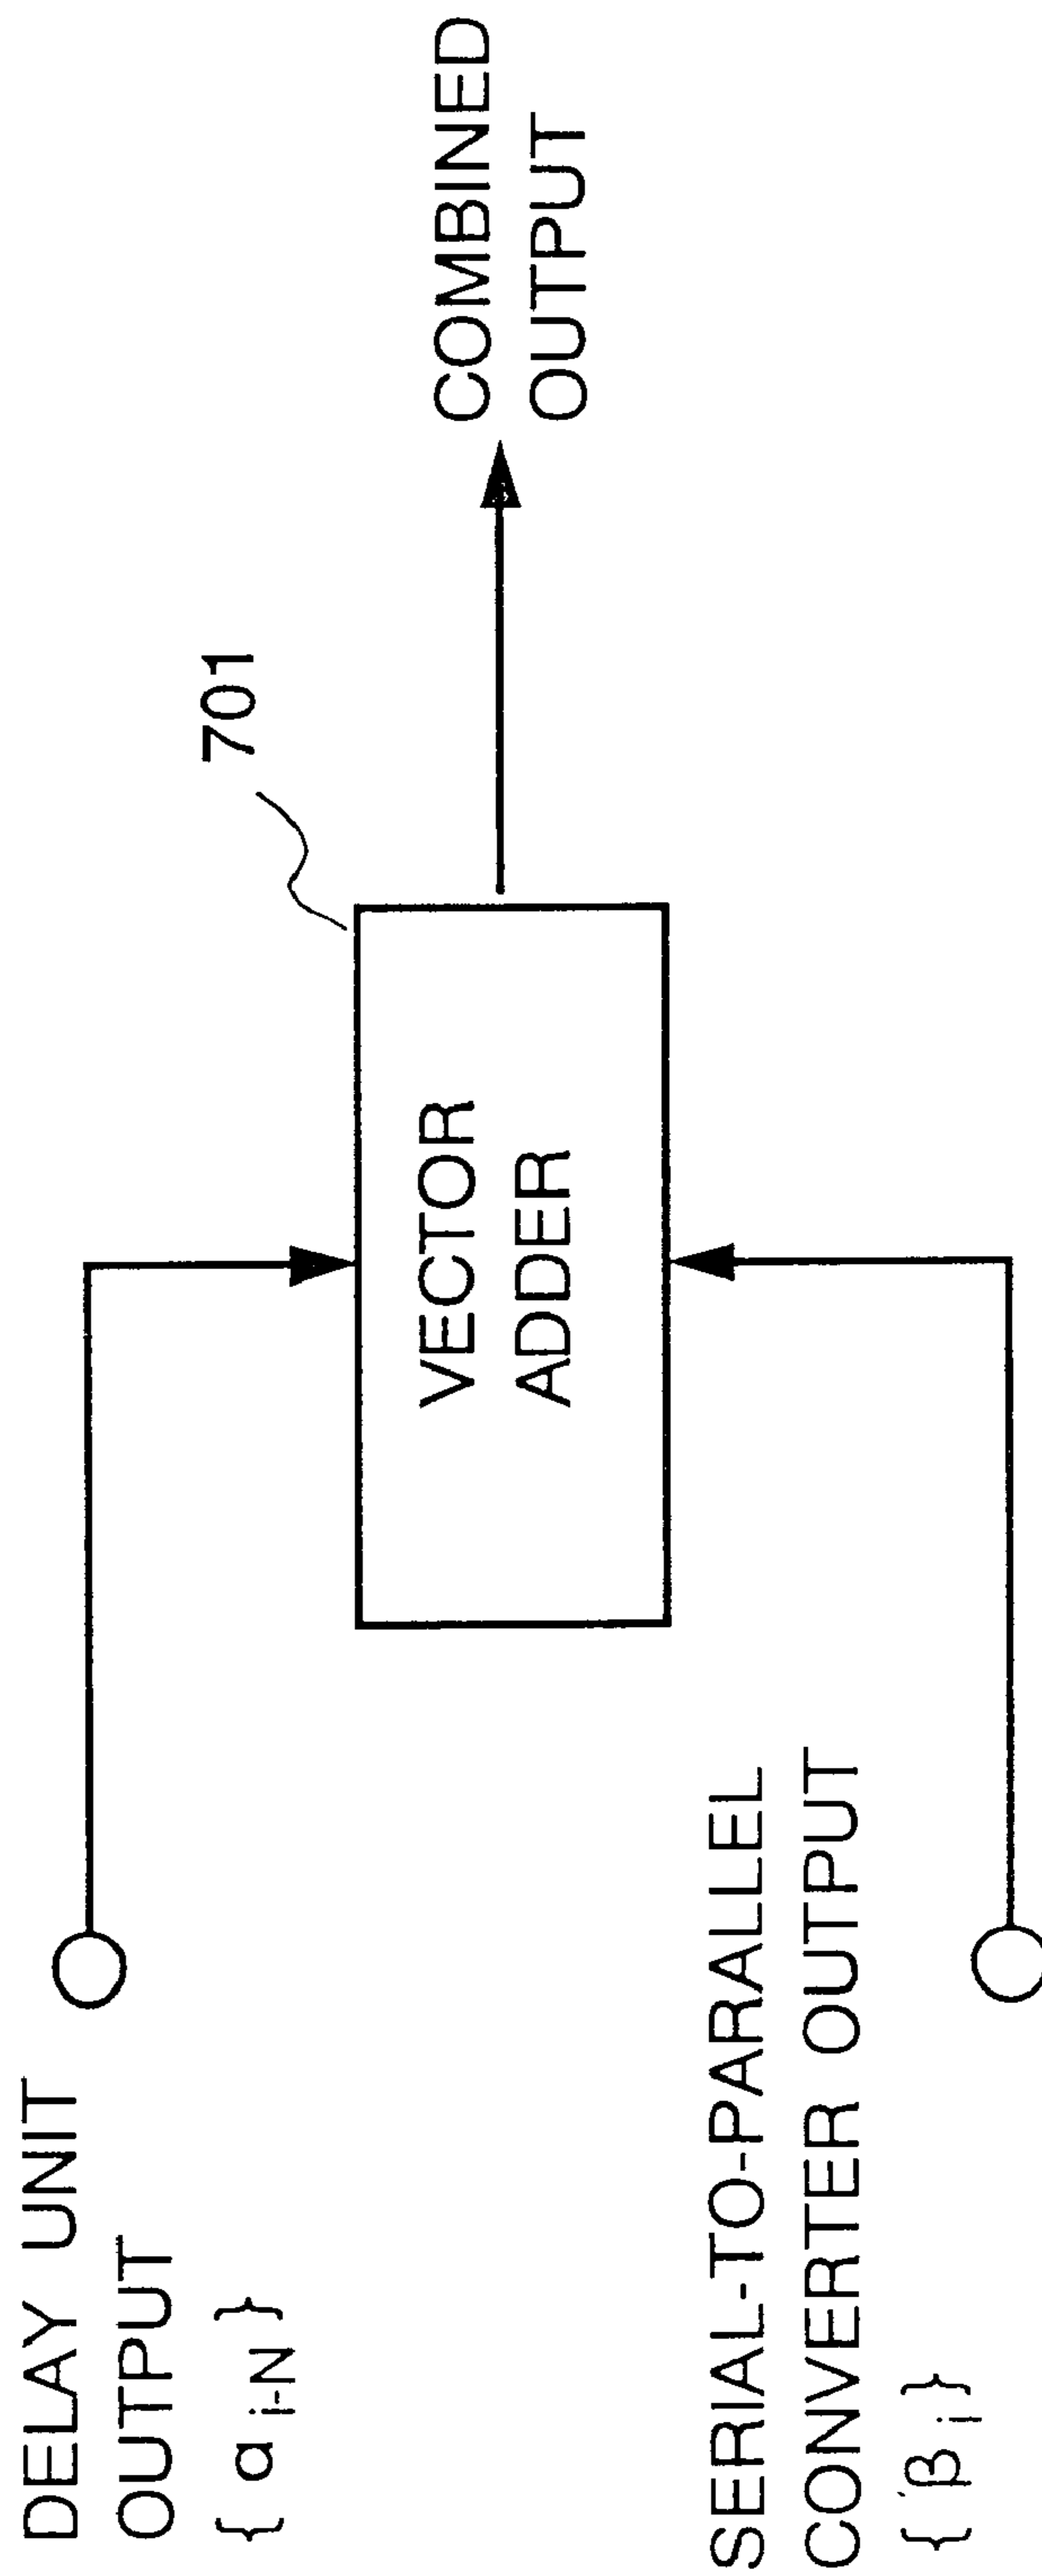 DELAY UNIT
OUTPUT
{ α i-N }
701
VECTOR
ADDER
COMBINED
OUTPUT
SERIAL-TO-PARALLEL
CONVERTER OUTPUT
{ β i }